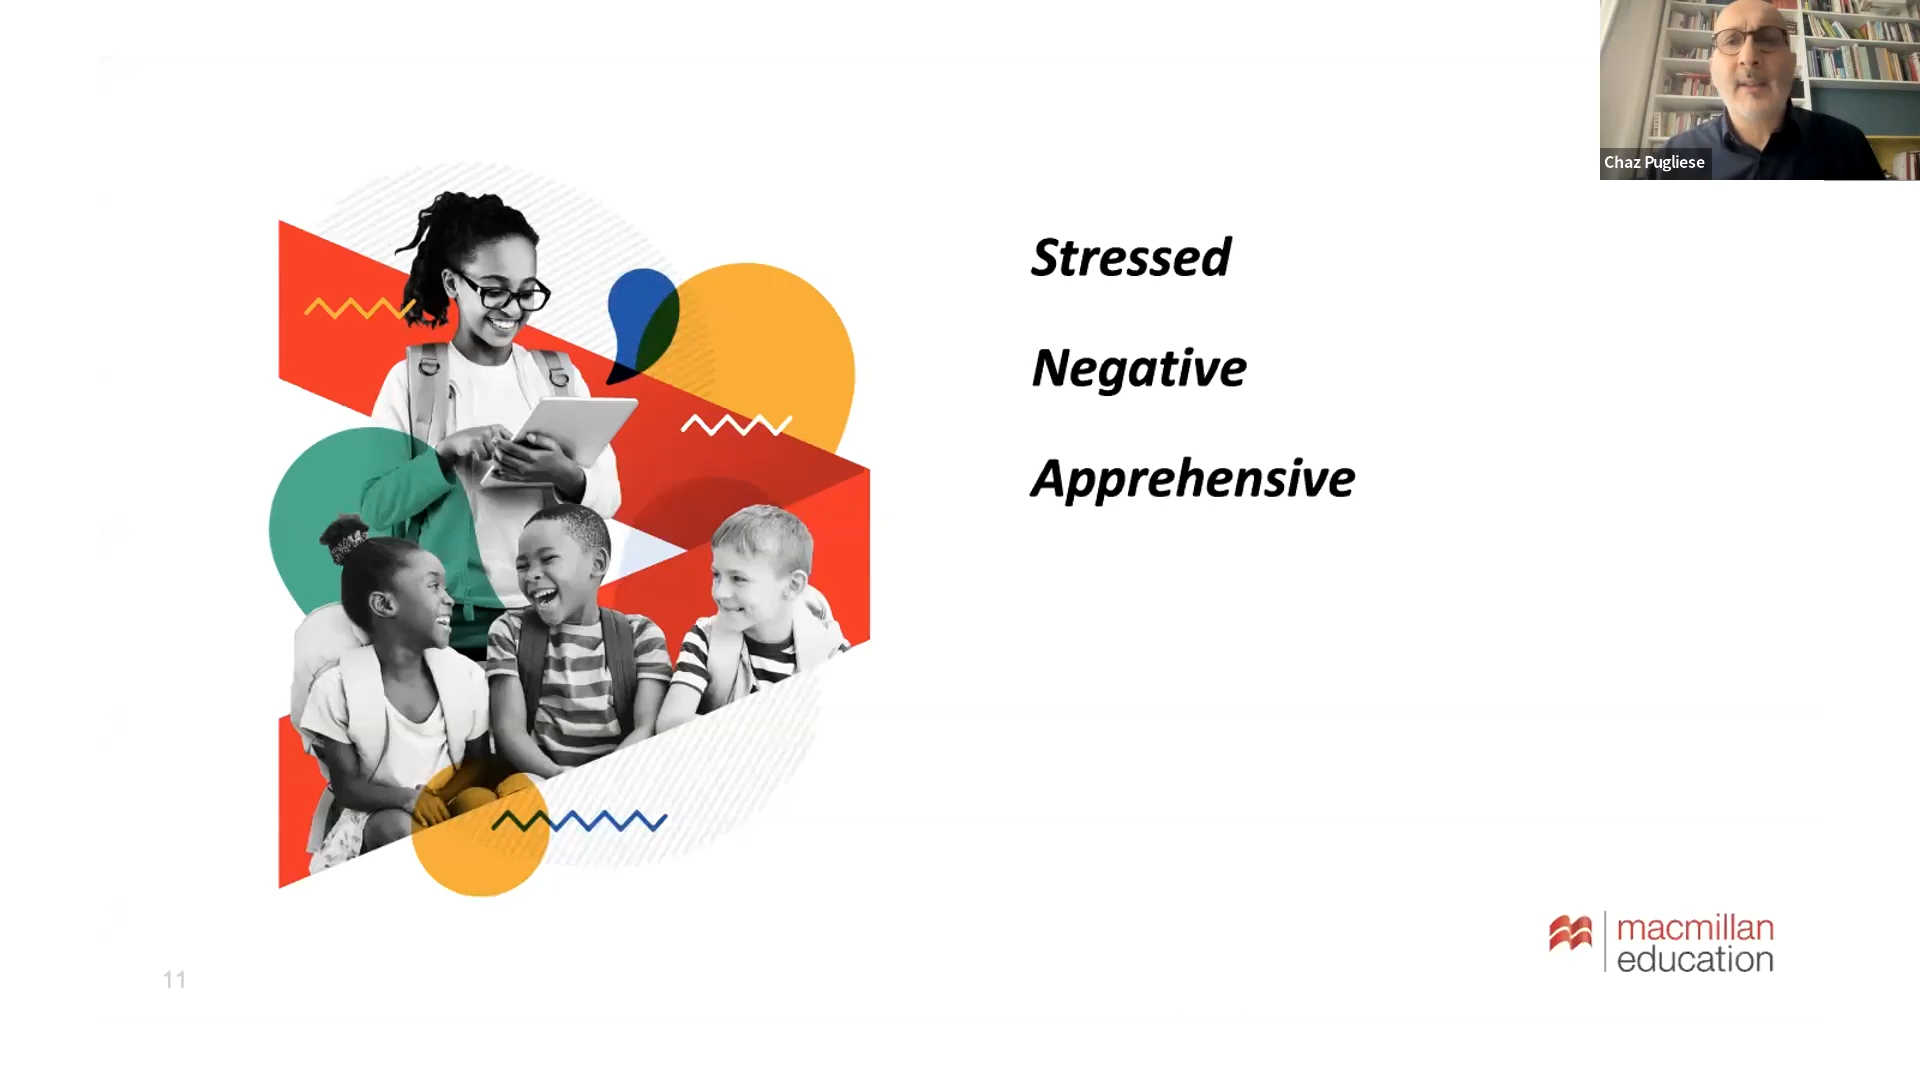 Chaz Pugliese
Stressed
Negative
Apprehensive
macmillan
education
11